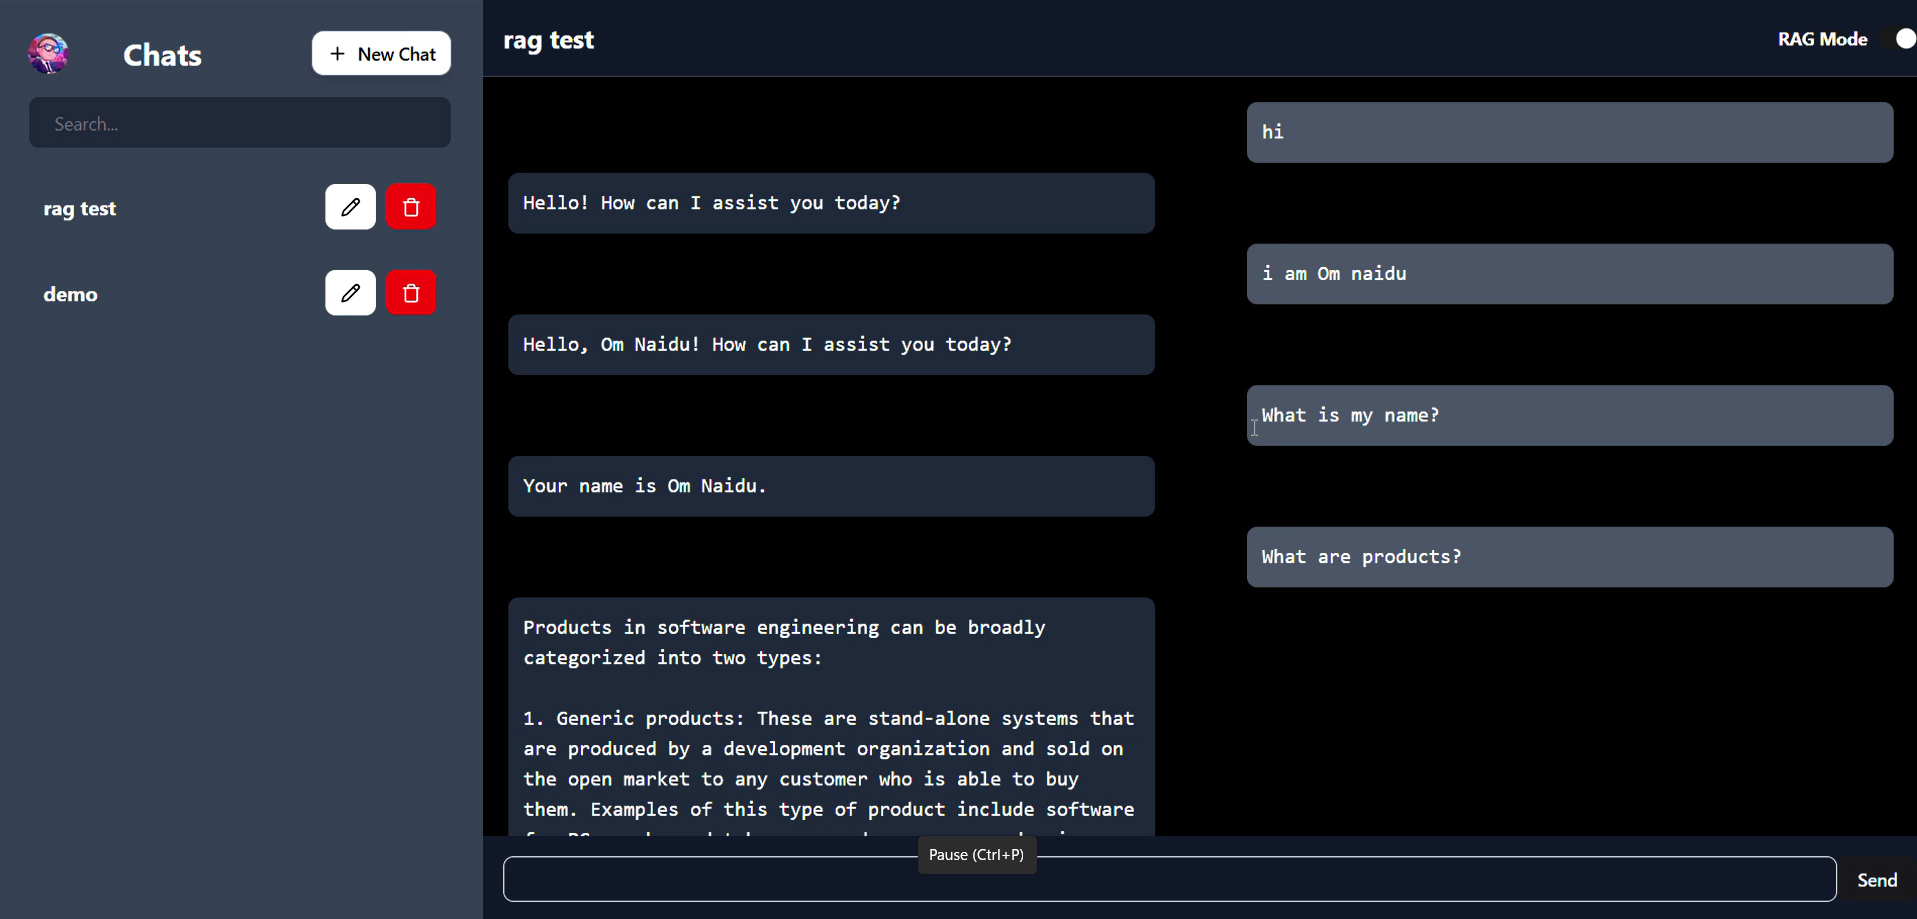 Chats
+ New Chat
Search...
rag test
demo
rag test
RAG Mode
hi
Hello! How can I assist you today?
i am Om naidu
Hello, Om Naidu! How can I assist you today?
What is my name?
Your name is Om Naidu.
What are products?
Products in software engineering can be broadly
categorized into two types:
1. Generic products: These are stand-alone systems that
are produced by a development organization and sold on
the open market to any customer who is able to buy
them. Examples of this type of product include software
Pause (Ctrl+P)
Send